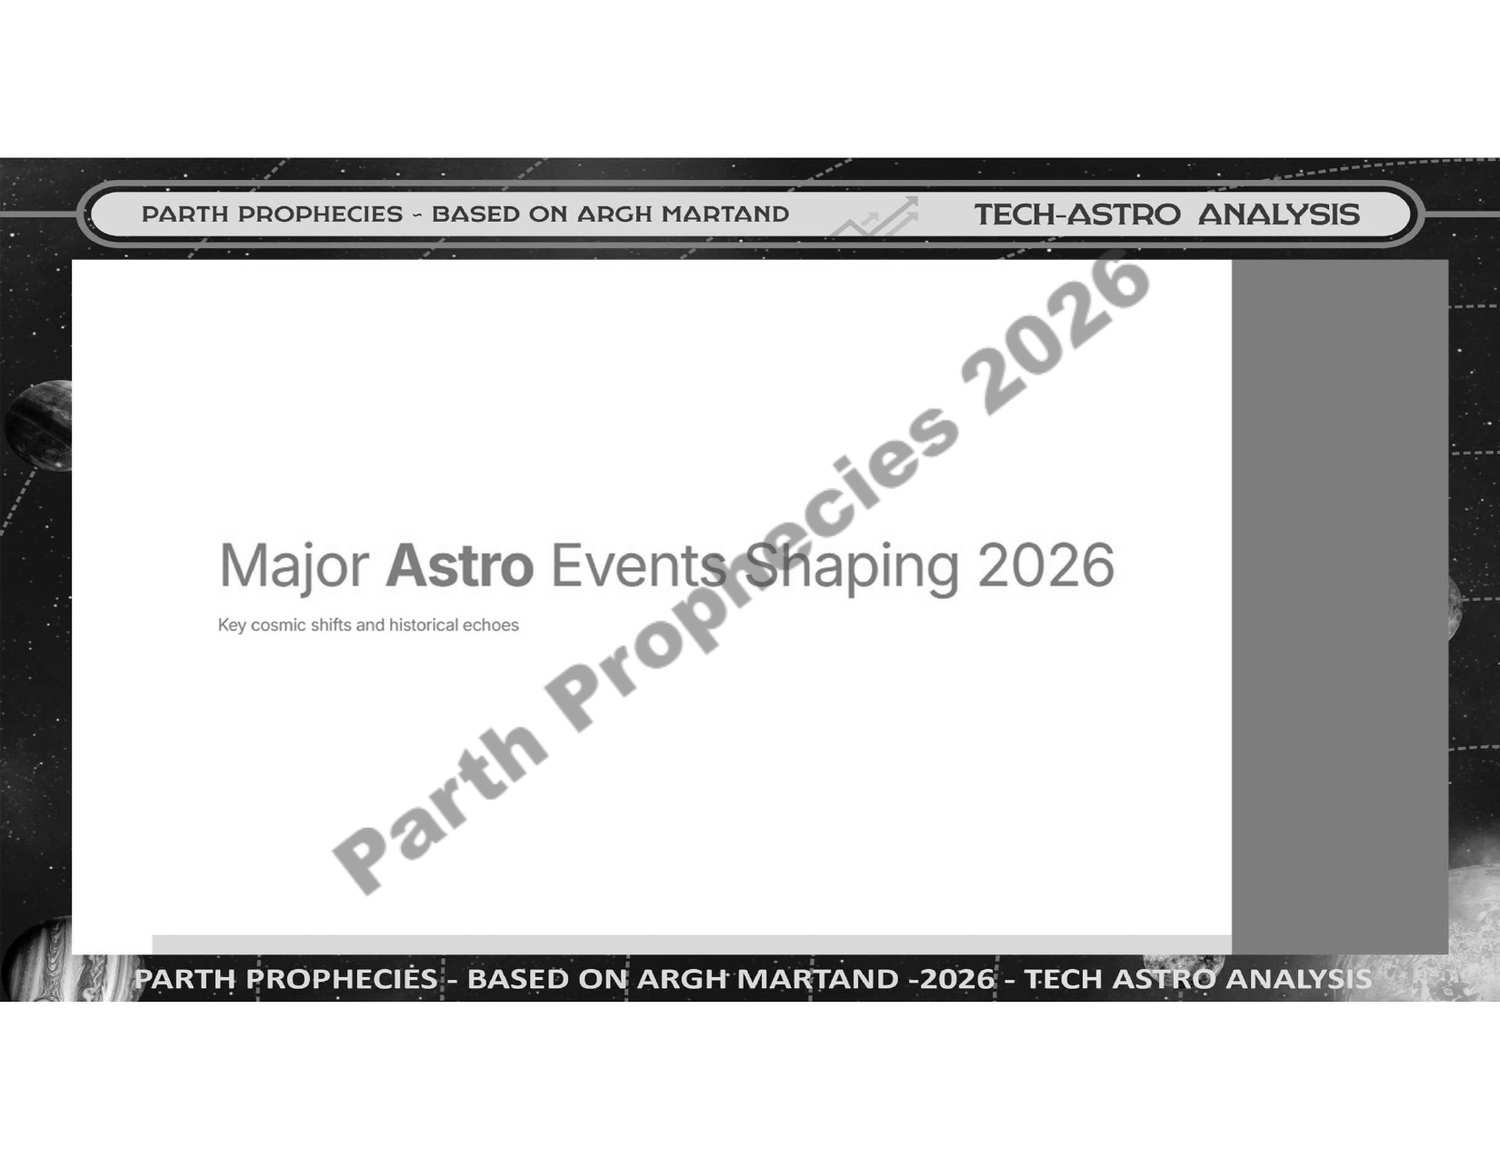 PARTH PROPHECIES ~ BASED ON ARGH MARTAND TECH-ASTRO ANALYSIS
Parth Prophecies 2026
Major Astro Events Shaping 2026
Key cosmic shifts and historical echoes
PARTH PROPHECIES - BASED ON ARGH MARTAND -2026 - TECH ASTRO ANALYSIS